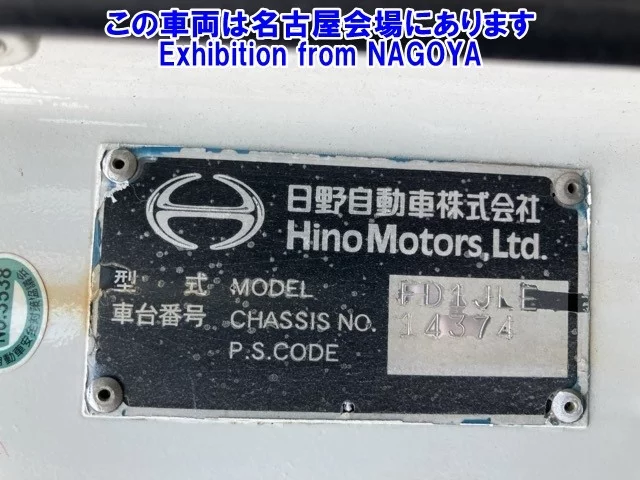 この車両は名古屋会場にあります
Exhibition from NAGOYA
日野自動車株式会社
Hino Motors, Ltd.
型 式 MODEL FD1JLE
車台番号 CHASSIS NO. 14374
P.S.CODE
No.3538